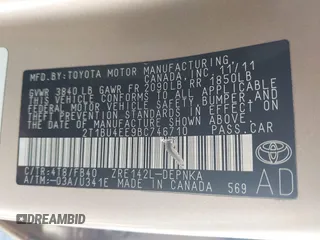 MFD. BY:TOYOTA MOTOR MANUFACTURING
CANADA, INC. 11/11
GVWR 3840LB GAWR FR 2090LB RR 1850LB
THIS VEHICLE CONFORMS TO ALL APPLICABLE
FEDERAL MOTOR VEHICLE SAFETY, BUMPER, AND
THEFT PREVENTION STANDARDS IN EFFECT ON
THE DATE OF MANUFACTURE SHOWN ABOVE.
2T1BU4EE9BC746710
PASSENGER CAR
C/TR:4T8/FB40 ZRE142L-DEPNKA
A/TM:-03A/U341E MADE IN CANADA 569
AD
DREAMBID